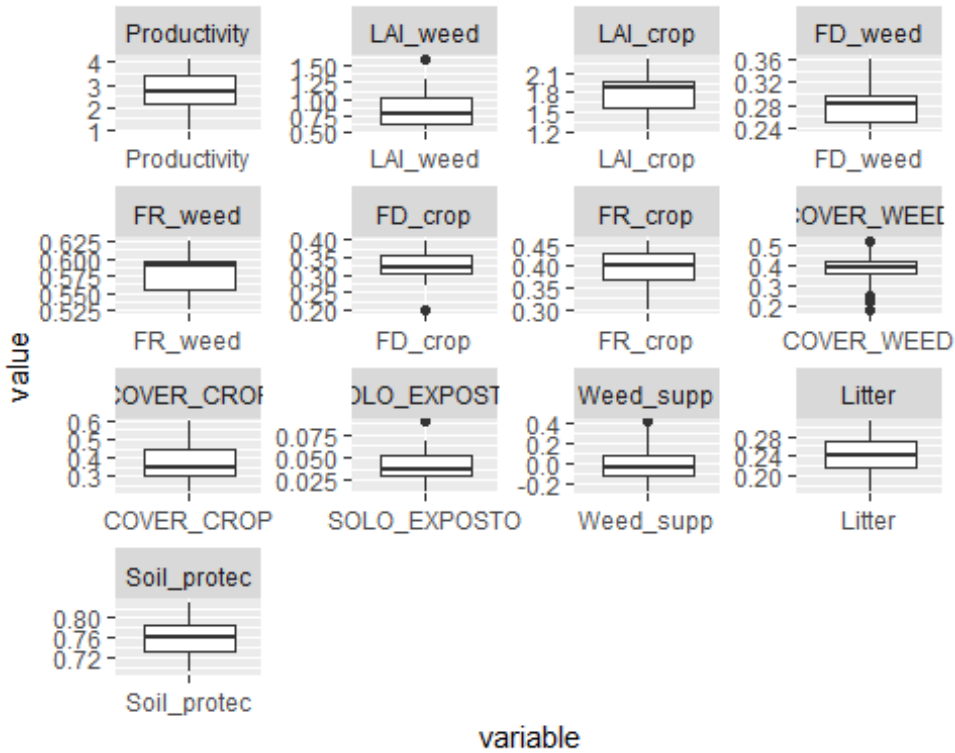 Productivity LAI_weed LAI_crop FD_weed
4 3 2 1
1.50 1.25 1.00 0.75 0.50
2.1 1.8 1.5 1.2
0.36 0.32 0.28 0.24
Productivity LAI_weed LAI_crop FD_weed
FR_weed FD_crop FR_crop COVER_WEED
0.625 0.600 0.575 0.550 0.525
0.40 0.35 0.30 0.25 0.20
0.45 0.40 0.35 0.30
0.5 0.4 0.3 0.2
FR_weed FD_crop FR_crop COVER_WEED
value
COVER_CROP SOLO_EXPOSTO Weed_supp Litter
0.6 0.5 0.4 0.3
0.075 0.050 0.025
0.4 0.2 0.0 -0.2
0.28 0.24 0.20
COVER_CROP SOLO_EXPOSTO Weed_supp Litter
Soil_protec
0.80 0.76 0.72
Soil_protec
variable